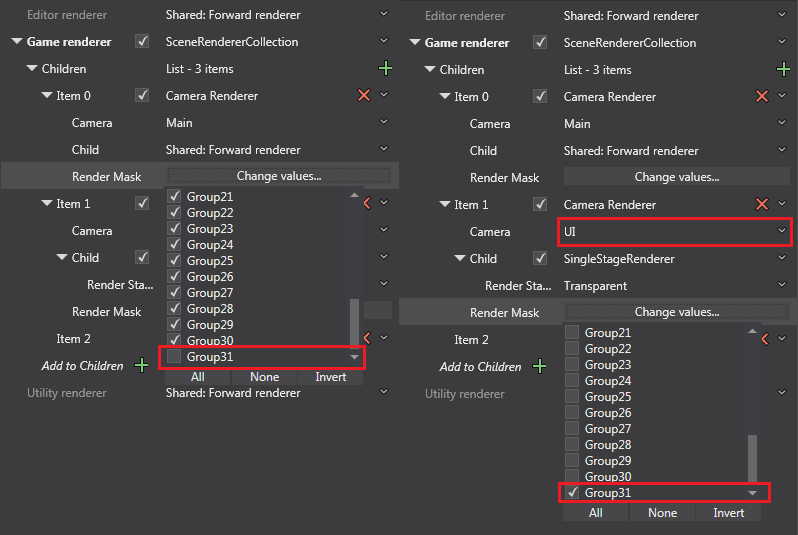 Editor renderer Shared: Forward renderer
Game renderer SceneRendererCollection
Children List - 3 items
Item 0 Camera Renderer
Camera Main
Child Shared: Forward renderer
Render Mask Change values...
Group21
Item 1 Group22
Group23
Camera Group24
Child Group25
Group26
Render Sta... Group27
Group28
Render Mask Group29
Item 2 Group30
Group31
Add to Children
All None Invert
Utility renderer Shared: Forward renderer
Editor renderer Shared: Forward renderer
Game renderer SceneRendererCollection
Children List - 3 items
Item 0 Camera Renderer
Camera Main
Child Shared: Forward renderer
Render Mask Change values...
Item 1 Camera Renderer
Camera UI
Child SingleStageRenderer
Render Sta... Transparent
Render Mask Change values...
Item 2 Group21
Group22
Add to Children Group23
Group24
Utility renderer Group25
Group26
Group27
Group28
Group29
Group30
Group31
All None Invert